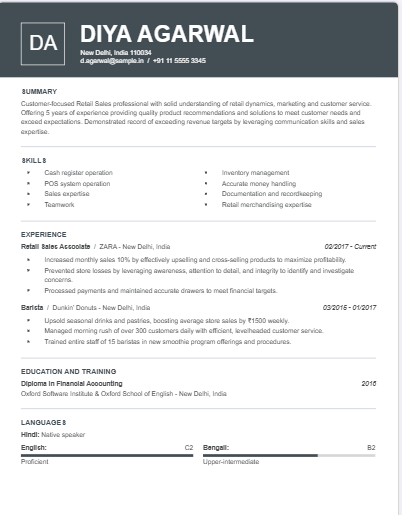 DA
DIYA AGARWAL
New Delhi, India 110034
d.agarwal@sample.in / +91 11 5555 3345
SUMMARY
Customer-focused Retail Sales professional with solid understanding of retail dynamics, marketing and customer service.
Offering 5 years of experience providing quality product recommendations and solutions to meet customer needs and
exceed expectations. Demonstrated record of exceeding revenue targets by leveraging communication skills and sales
expertise.
SKILLS
Cash register operation
POS system operation
Sales expertise
Teamwork
Inventory management
Accurate money handling
Documentation and recordkeeping
Retail merchandising expertise
EXPERIENCE
Retail Sales Associate / ZARA - New Delhi, India 02/2017 - Current
Increased monthly sales 10% by effectively upselling and cross-selling products to maximize profitability.
Prevented store losses by leveraging awareness, attention to detail, and integrity to identify and investigate
concerns.
Processed payments and maintained accurate drawers to meet financial targets.
Barista / Dunkin' Donuts - New Delhi, India 03/2015 - 01/2017
Upsold seasonal drinks and pastries, boosting average store sales by ₹1500 weekly.
Managed morning rush of over 300 customers daily with efficient, levelheaded customer service.
Trained entire staff of 15 baristas in new smoothie program offerings and procedures.
EDUCATION AND TRAINING
Diploma in Financial Accounting 2016
Oxford Software Institute & Oxford School of English - New Delhi, India
LANGUAGES
Hindi: Native speaker
English: C2
Proficient
Bengali: B2
Upper-intermediate